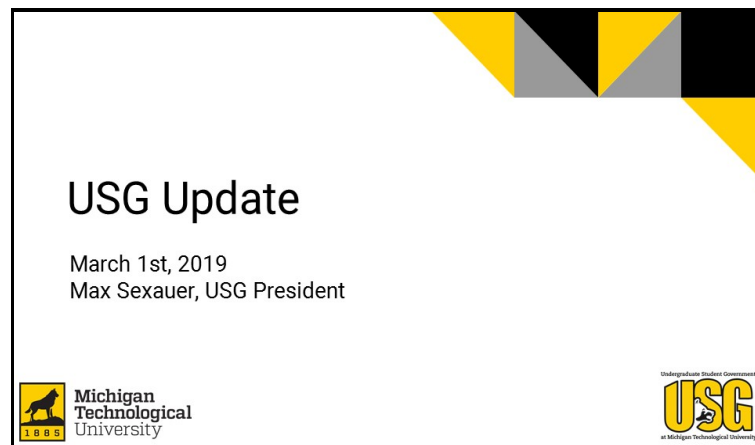 USG Update
March 1st, 2019
Max Sexauer, USG President
1885
Michigan
Technological
University
Undergraduate Student Government
USG
at Michigan Technological University